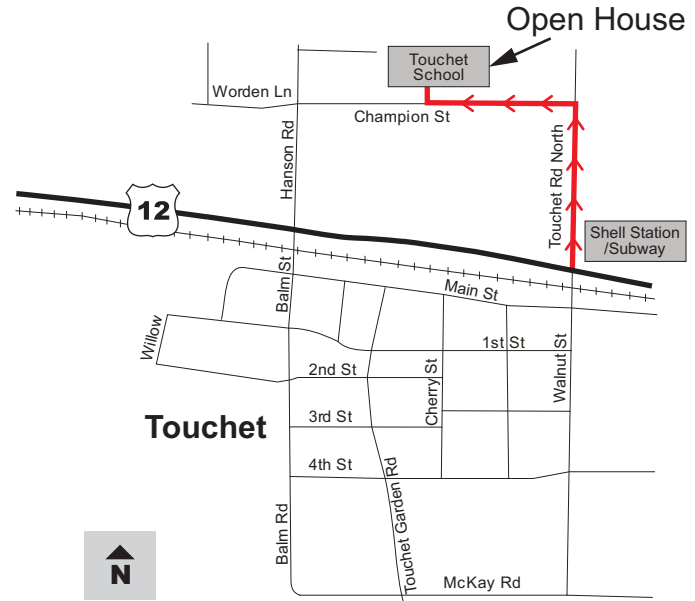 Open House
Touchet
School
Worden Ln
Champion St
Hanson Rd
Touchet Rd North
12
Shell Station
/Subway
Balm St
Main St
Willow
1st St
Walnut St
2nd St
Cherry St
Touchet
3rd St
4th St
Touchet Garden Rd
Balm Rd
N
McKay Rd